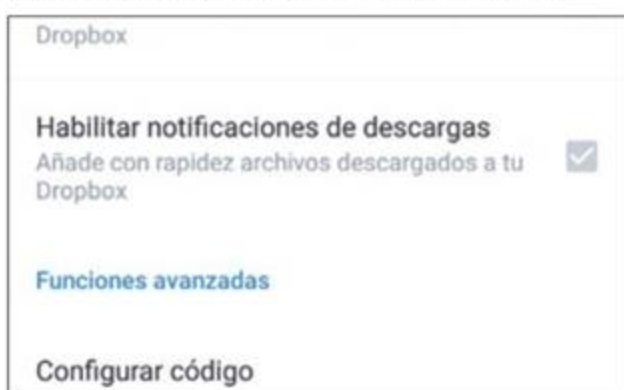 Dropbox
Habilitar notificaciones de descargas
Añade con rapidez archivos descargados a tu
Dropbox
Funciones avanzadas
Configurar código